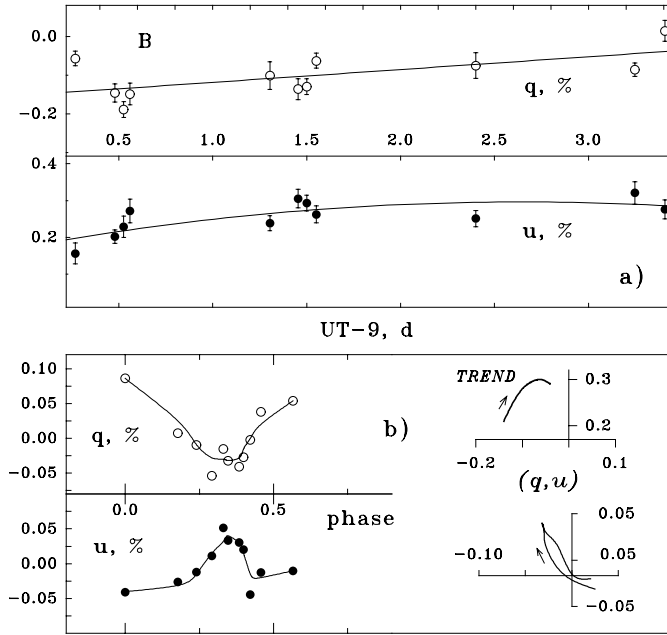 0.0
B
q, %
−0.2
0.5 1.0 1.5 2.0 2.5 3.0
0.4
0.2
u, %
a)
UT−9, d
0.10
0.05
0.00
−0.05
q, %
b)
0.0 0.5 phase
0.05
0.00
−0.05
u, %
TREND
0.3
0.2
−0.2 0.1
(q,u)
0.05
−0.10 0.05
−0.05